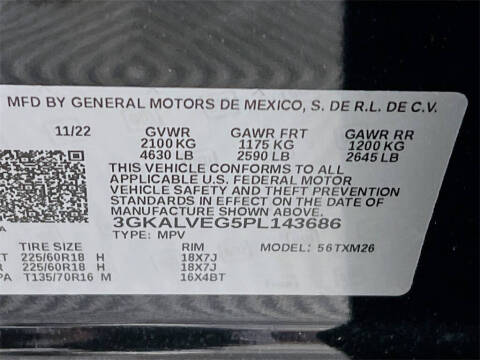 MFD BY GENERAL MOTORS DE MEXICO, S. DE R.L. DE C.V.
11/22 GVWR GAWR FRT GAWR RR
2100 KG 1175 KG 1200 KG
4630 LB 2590 LB 2645 LB
THIS VEHICLE CONFORMS TO ALL
APPLICABLE U.S. FEDERAL MOTOR
VEHICLE SAFETY AND THEFT PREVENTION
STANDARDS IN EFFECT ON THE DATE OF
MANUFACTURE SHOWN ABOVE.
3GKALVEG5PL143686
TYPE: MPV MODEL: 56TXM26
TIRE SIZE RIM
T 225/60R18 H 18X7J
R 225/60R18 H 18X7J
PA T135/70R16 M 16X4BT